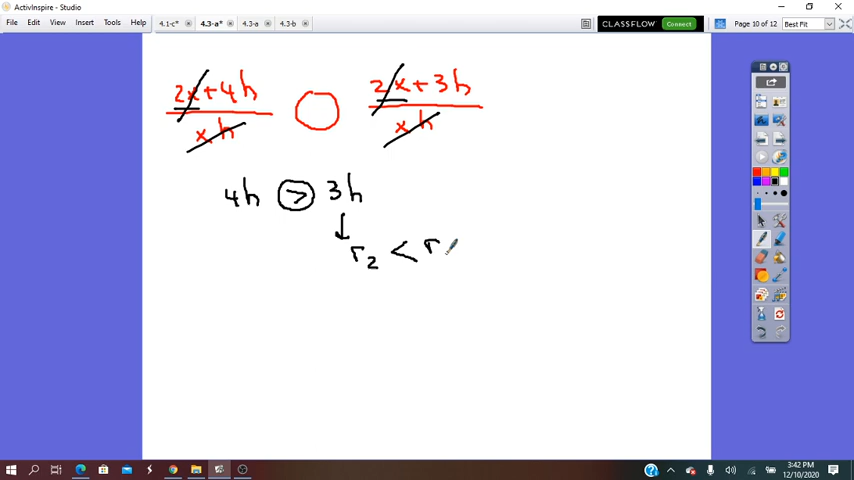 ActivInspire - Studio
File Edit View Insert Tools Help
4.1-c* 4.3-a* 4.3-a 4.3-b
CLASSFLOW Connect
Page 10 of 12 Best Fit
2x+4h 2x+3h
xh xh
4h > 3h
↓
r₂ < r
3:42 PM
12/10/2020